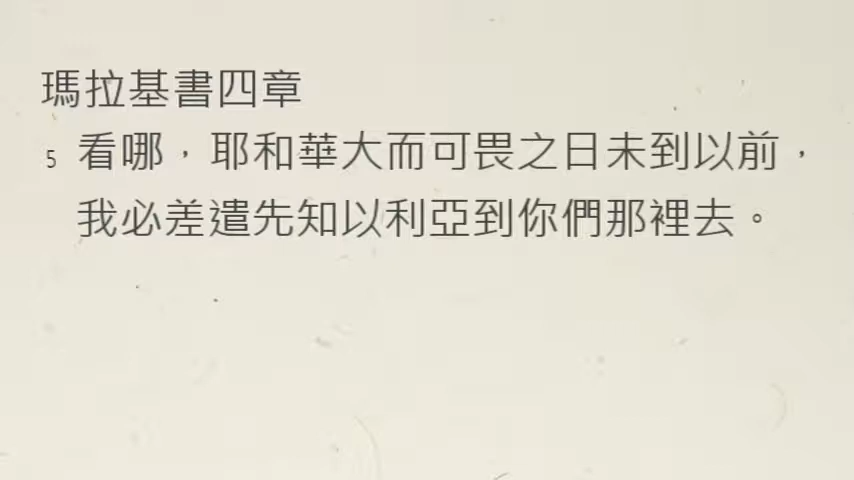 瑪拉基書四章
5 看哪，耶和華大而可畏之日未到以前，
我必差遣先知以利亞到你們那裡去。